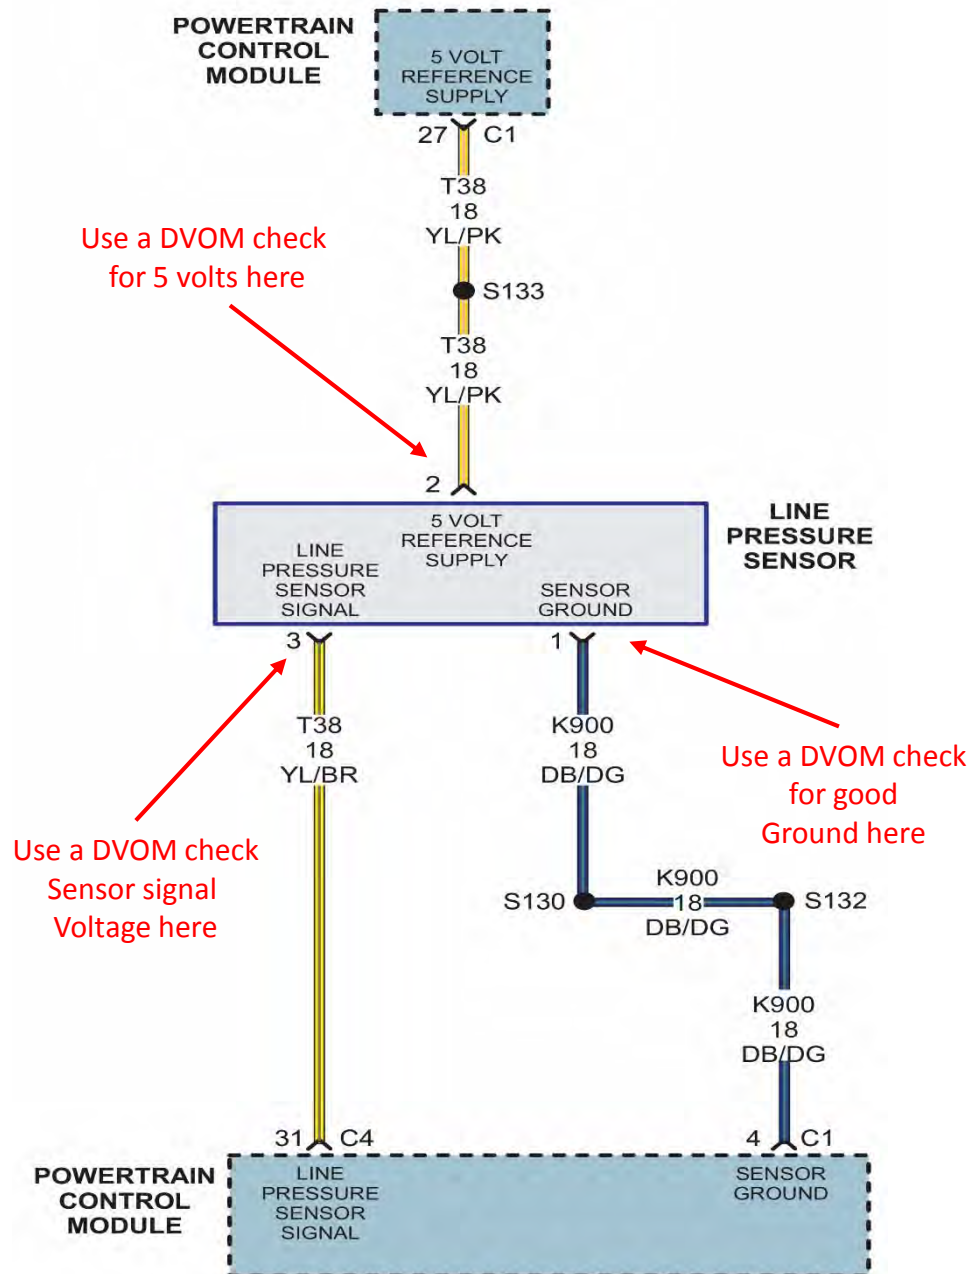 POWERTRAIN
CONTROL
MODULE
5 VOLT
REFERENCE
SUPPLY
27 C1
T38
18
YL/PK
Use a DVOM check
for 5 volts here
S133
T38
18
YL/PK
2
5 VOLT
REFERENCE
SUPPLY
LINE
PRESSURE
SENSOR
SIGNAL
SENSOR
GROUND
LINE
PRESSURE
SENSOR
3
1
T38
18
YL/BR
K900
18
DB/DG
Use a DVOM check
for good
Ground here
Use a DVOM check
Sensor signal
Voltage here
S130
K900
18
DB/DG
S132
K900
18
DB/DG
31 C4
4 C1
POWERTRAIN
CONTROL
MODULE
LINE
PRESSURE
SENSOR
SIGNAL
SENSOR
GROUND